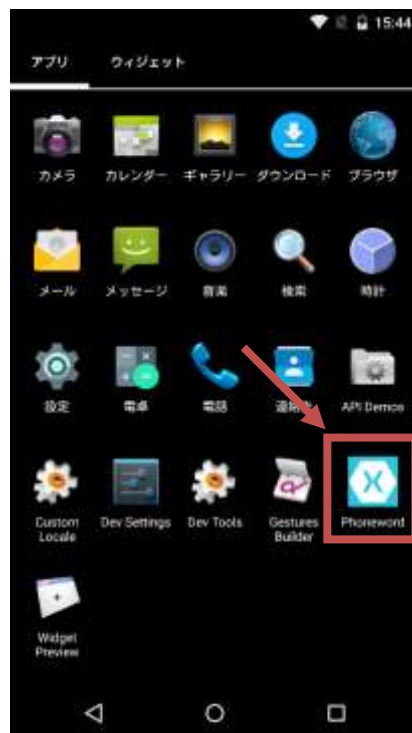 15:44
アプリ ウィジェット
カメラ カレンダー ギャラリー ダウンロード ブラウザ
メール メッセージ 音楽 検索 時計
設定 電卓 電話 連絡先 API Demos
Custom Locale Dev Settings Dev Tools Gestures Builder Phoneword
Widget Preview